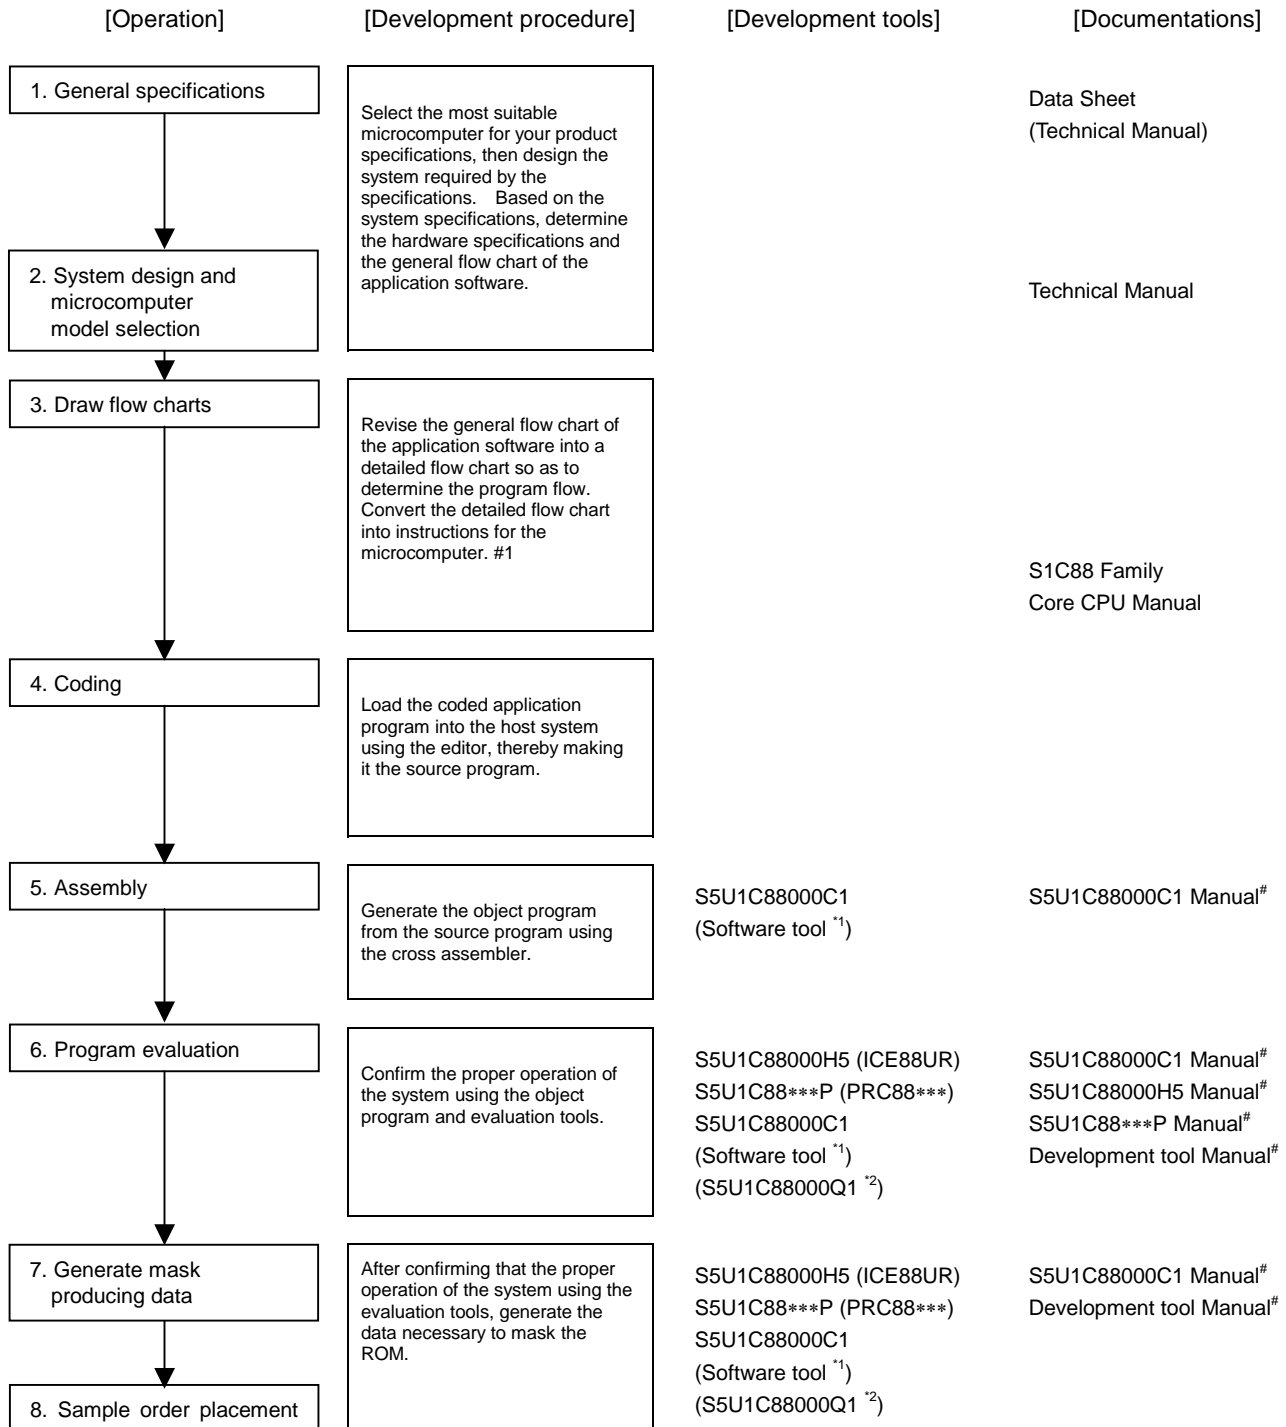 [Operation]
[Development procedure]
[Development tools]
[Documentations]
1. General specifications
Select the most suitable
microcomputer for your product
specifications, then design the
system required by the
specifications. Based on the
system specifications, determine
the hardware specifications and
the general flow chart of the
application software.
Data Sheet
(Technical Manual)
2. System design and
microcomputer
model selection
Technical Manual
3. Draw flow charts
Revise the general flow chart of
the application software into a
detailed flow chart so as to
determine the program flow.
Convert the detailed flow chart
into instructions for the
microcomputer. #1
S1C88 Family
Core CPU Manual
4. Coding
Load the coded application
program into the host system
using the editor, thereby making
it the source program.
5. Assembly
Generate the object program
from the source program using
the cross assembler.
S5U1C88000C1
(Software tool *1)
S5U1C88000C1 Manual#
6. Program evaluation
Confirm the proper operation of
the system using the object
program and evaluation tools.
S5U1C88000H5 (ICE88UR)
S5U1C88∗∗∗P (PRC88∗∗∗)
S5U1C88000C1
(Software tool *1)
(S5U1C88000Q1 *2)
S5U1C88000C1 Manual#
S5U1C88000H5 Manual#
S5U1C88∗∗∗P Manual#
Development tool Manual#
7. Generate mask
producing data
After confirming that the proper
operation of the system using the
evaluation tools, generate the
data necessary to mask the
ROM.
S5U1C88000H5 (ICE88UR)
S5U1C88∗∗∗P (PRC88∗∗∗)
S5U1C88000C1
(Software tool *1)
(S5U1C88000Q1 *2)
S5U1C88000C1 Manual#
Development tool Manual#
8. Sample order placement